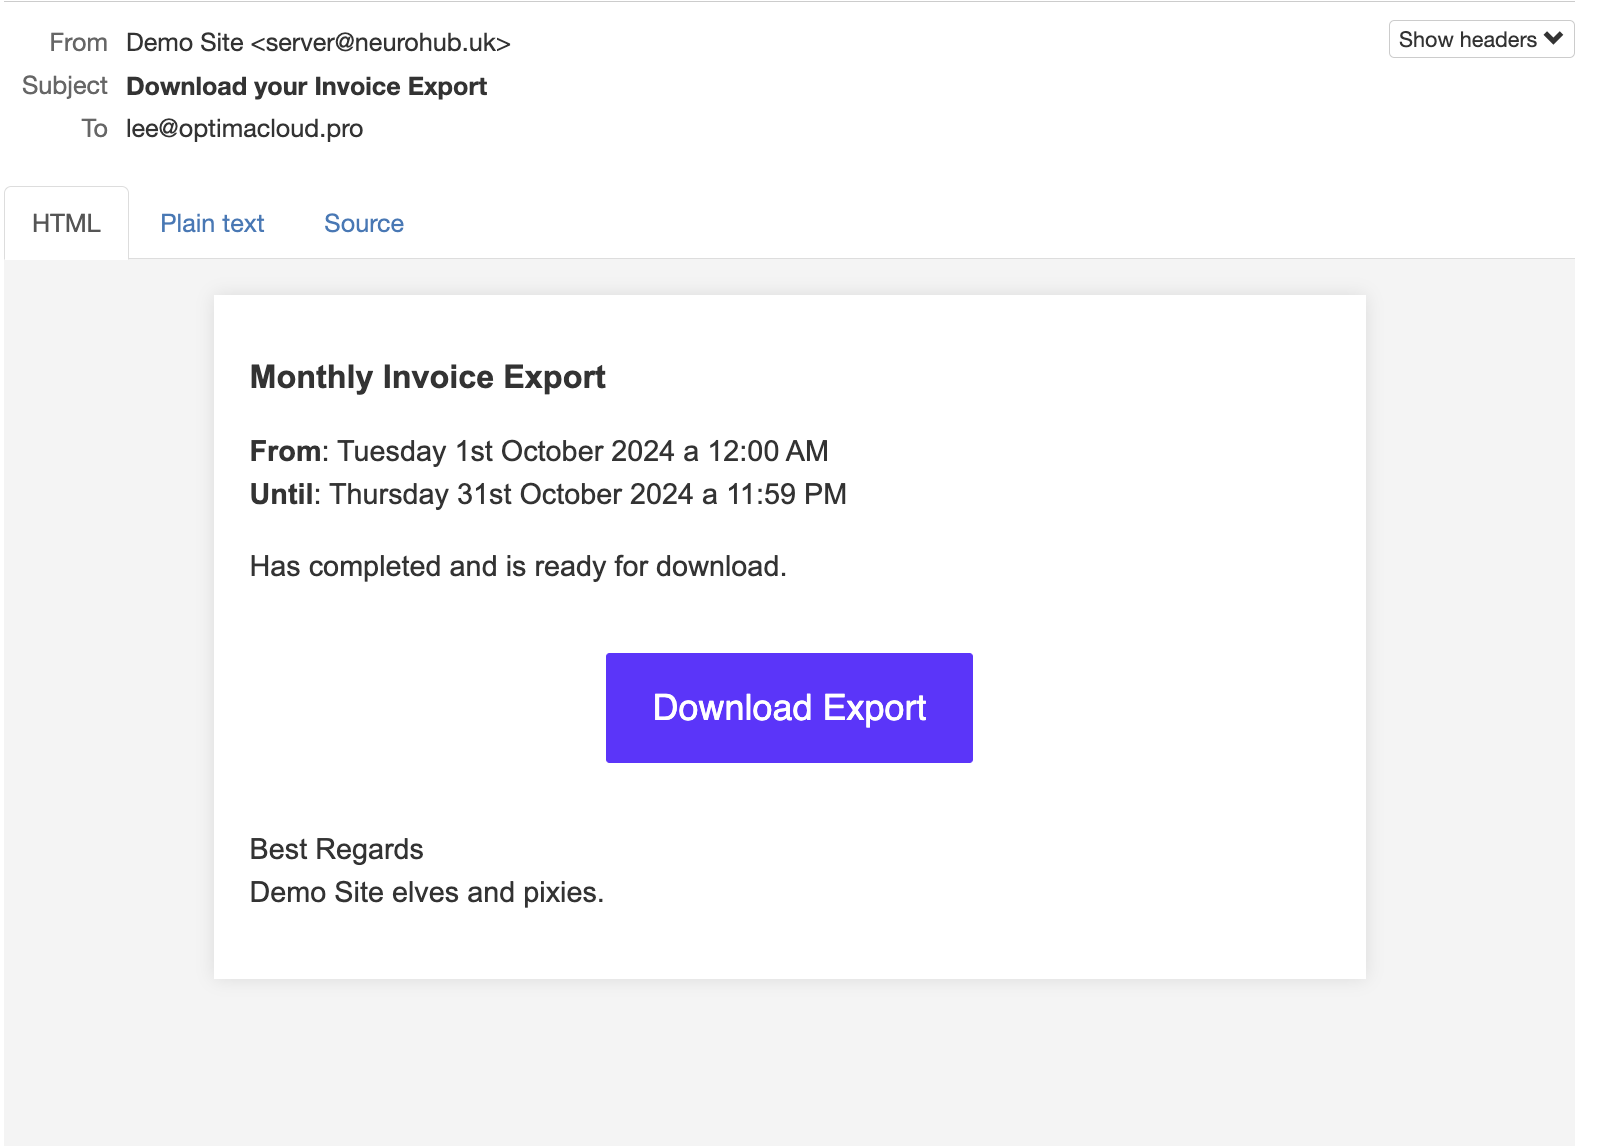 From Demo Site <server@neurohub.uk>
Show headers
Subject Download your Invoice Export
To lee@optimacloud.pro
HTML Plain text Source
Monthly Invoice Export
From: Tuesday 1st October 2024 a 12:00 AM
Until: Thursday 31st October 2024 a 11:59 PM
Has completed and is ready for download.
Download Export
Best Regards
Demo Site elves and pixies.